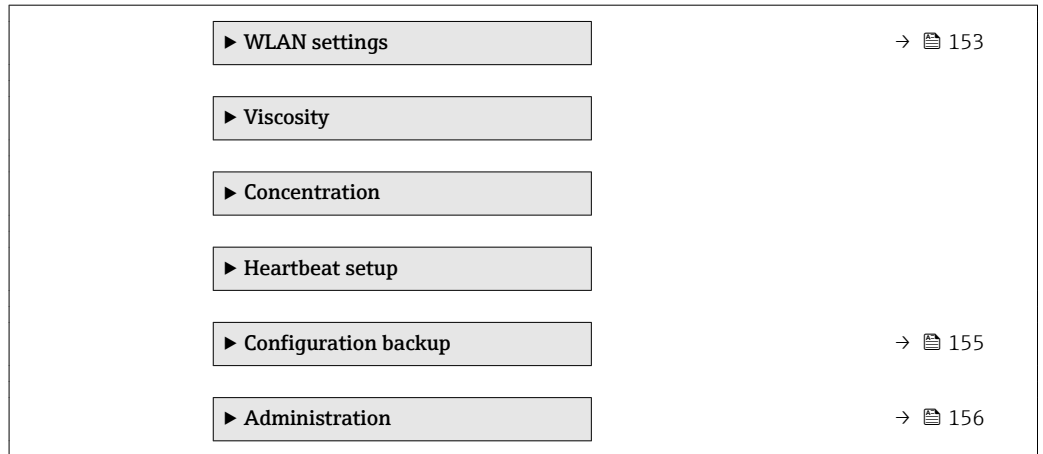 ▶ WLAN settings → 🖹 153
▶ Viscosity
▶ Concentration
▶ Heartbeat setup
▶ Configuration backup → 🖹 155
▶ Administration → 🖹 156